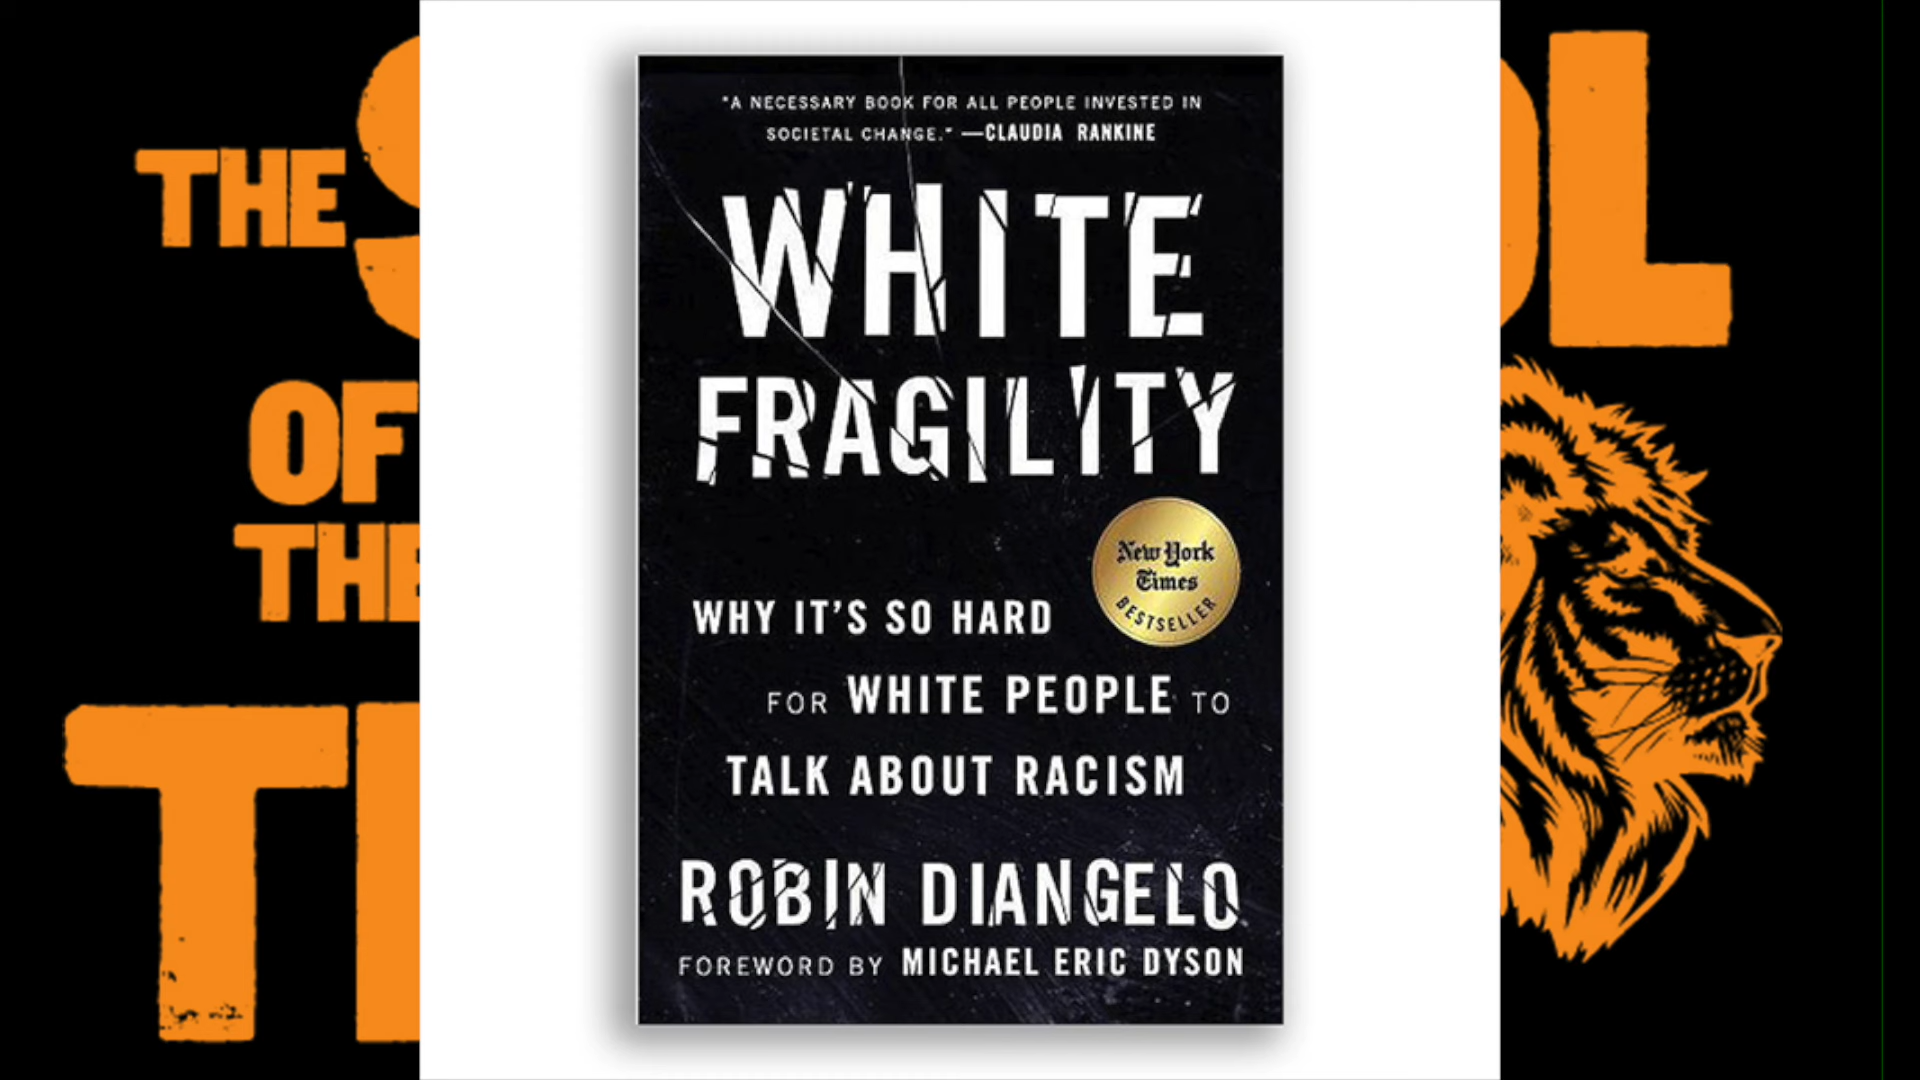 THE
OF
THE
"A NECESSARY BOOK FOR ALL PEOPLE INVESTED IN
SOCIETAL CHANGE." —CLAUDIA RANKINE
WHITE
FRAGILITY
New York
Times
BESTSELLER
WHY IT'S SO HARD
FOR WHITE PEOPLE TO
TALK ABOUT RACISM
ROBIN DIANGELO
FOREWORD BY MICHAEL ERIC DYSON